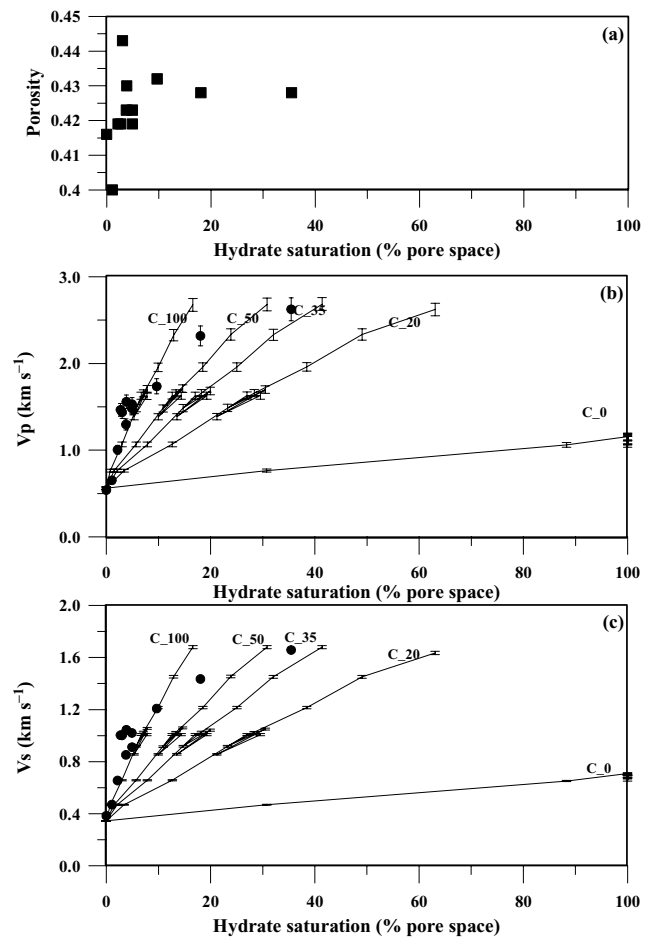 0.45
(a)
0.44
0.43
0.42
0.41
0.4
Porosity
0 20 40 60 80 100
Hydrate saturation (% pore space)
3.0
(b)
C_100 C_50 C_35
C_20
2.0
C_0
1.0
0.0
Vp (km s⁻¹)
0 20 40 60 80 100
Hydrate saturation (% pore space)
2.0
(c)
C_100 C_50 C_35
C_20
1.6
1.2
0.8
C_0
0.4
0.0
Vs (km s⁻¹)
0 20 40 60 80 100
Hydrate saturation (% pore space)